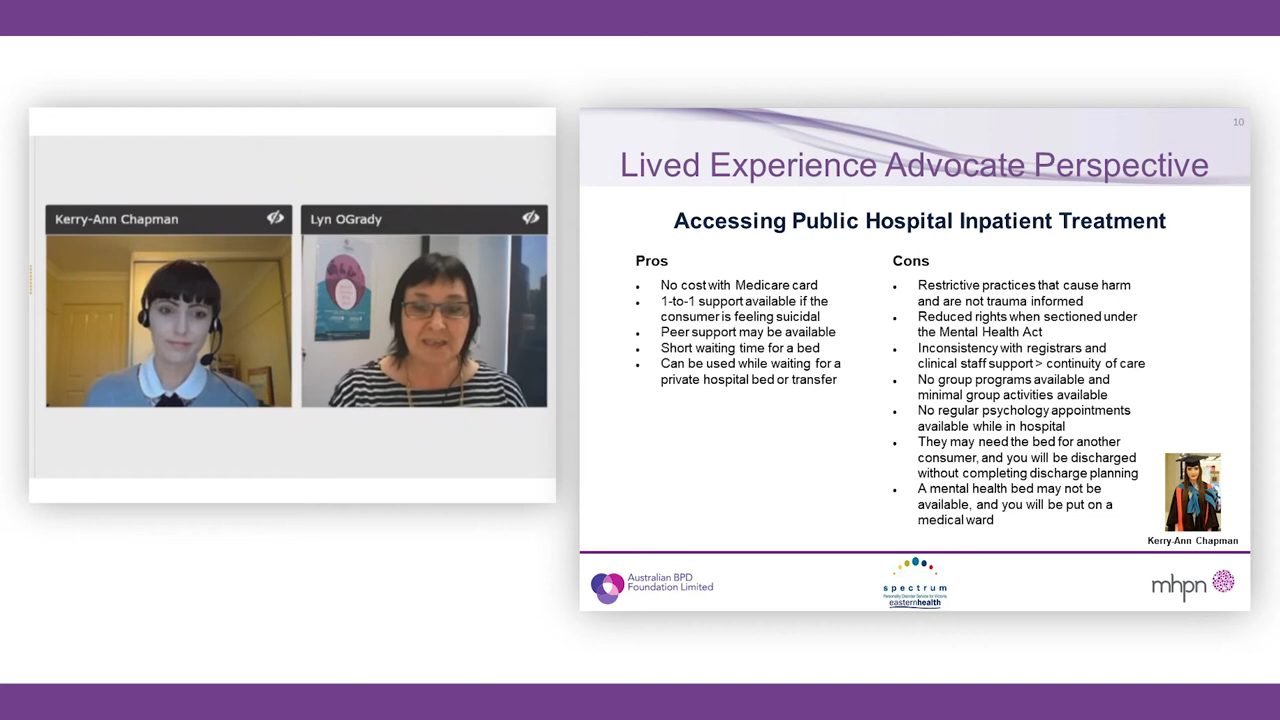 Kerry-Ann Chapman
Lyn OGrady
10
Lived Experience Advocate Perspective
Accessing Public Hospital Inpatient Treatment
Pros
• No cost with Medicare card
• 1-to-1 support available if the
consumer is feeling suicidal
• Peer support may be available
• Short waiting time for a bed
• Can be used while waiting for a
private hospital bed or transfer
Cons
• Restrictive practices that cause harm
and are not trauma informed
• Reduced rights when sectioned under
the Mental Health Act
• Inconsistency with registrars and
clinical staff support > continuity of care
• No group programs available and
minimal group activities available
• No regular psychology appointments
available while in hospital
• They may need the bed for another
consumer, and you will be discharged
without completing discharge planning
• A mental health bed may not be
available, and you will be put on a
medical ward
Kerry-Ann Chapman
Australian BPD
Foundation Limited
spectrum
Personality Disorder Service for Victoria
easternhealth
mhpn